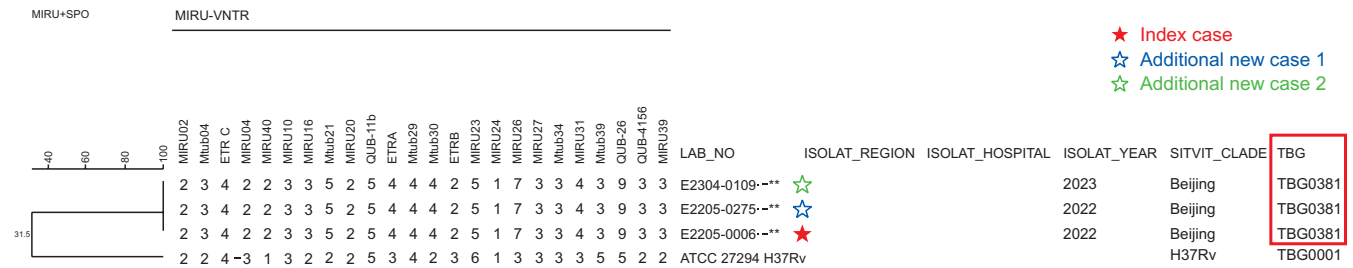 MIRU+SPO MIRU-VNTR
Index case
Additional new case 1
Additional new case 2
40 60 80 100 MIRU02 Mtub04 ETR C MIRU04 MIRU40 MIRU10 MIRU16 Mtub21 MIRU20 QUB-11b ETRA Mtub29 Mtub30 ETRB MIRU23 MIRU24 MIRU26 MIRU27 Mtub34 MIRU31 Mtub39 QUB-26 QUB-4156 MIRU39 LAB_NO ISOLAT_REGION ISOLAT_HOSPITAL ISOLAT_YEAR SITVIT_CLADE TBG
2 3 4 2 2 3 3 5 2 5 4 4 4 2 5 1 7 3 3 4 3 9 3 3 E2304-0109·-** 2023 Beijing TBG0381
2 3 4 2 2 3 3 5 2 5 4 4 4 2 5 1 7 3 3 4 3 9 3 3 E2205-0275·-** 2022 Beijing TBG0381
31.5 2 3 4 2 2 3 3 5 2 5 4 4 4 2 5 1 7 3 3 4 3 9 3 3 E2205-0006·-** 2022 Beijing TBG0381
2 2 4 −3 1 3 2 2 2 5 3 4 2 3 6 1 3 3 3 3 5 5 2 2 ATCC 27294 H37Rv H37Rv TBG0001